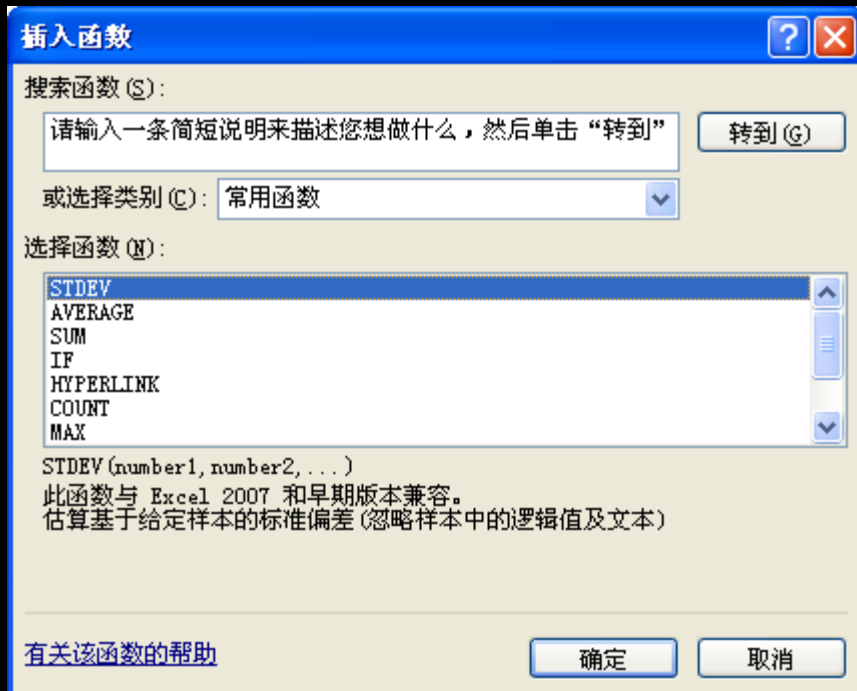 插入函数
搜索函数(S):
请输入一条简短说明来描述您想做什么，然后单击“转到”
转到(G)
或选择类别(C):
常用函数
选择函数(N):
STDEV
AVERAGE
SUM
IF
HYPERLINK
COUNT
MAX
STDEV(number1,number2,...)
此函数与 Excel 2007 和早期版本兼容。
估算基于给定样本的标准偏差(忽略样本中的逻辑值及文本)
有关该函数的帮助
确定
取消